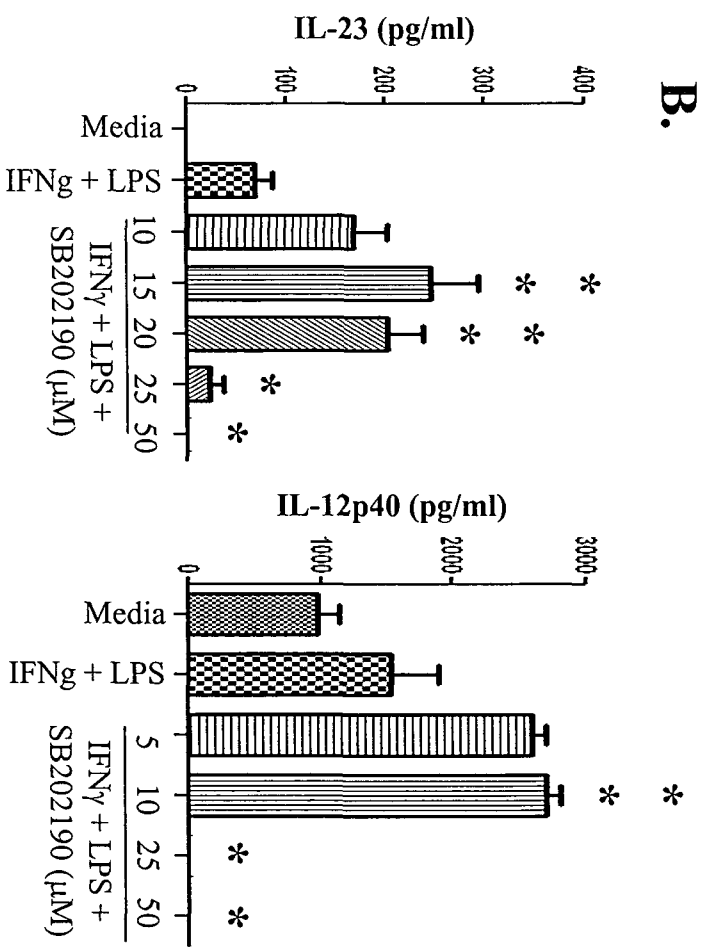 B.
IL-23 (pg/ml)
0 100 200 300 400
Media
IFNg + LPS
10 15 20 25 50
IFNγ + LPS +
SB202190 (μM)
* *
* *
*
*
IL-12p40 (pg/ml)
0 1000 2000 3000
Media
IFNg + LPS
5 10 25 50
IFNγ + LPS +
SB202190 (μM)
* *
*
*